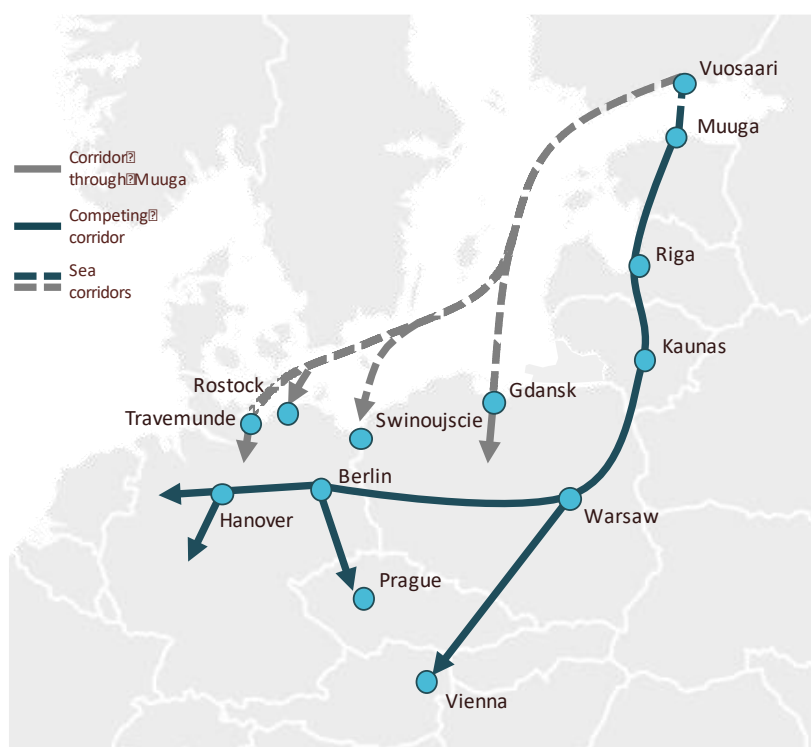 Vuosaari
Muuga
Corridor�
through�Muuga
Competing�
corridor
Sea
corridors
Riga
Kaunas
Rostock
Travemunde
Gdansk
Swinoujscie
Berlin
Hanover
Warsaw
Prague
Vienna